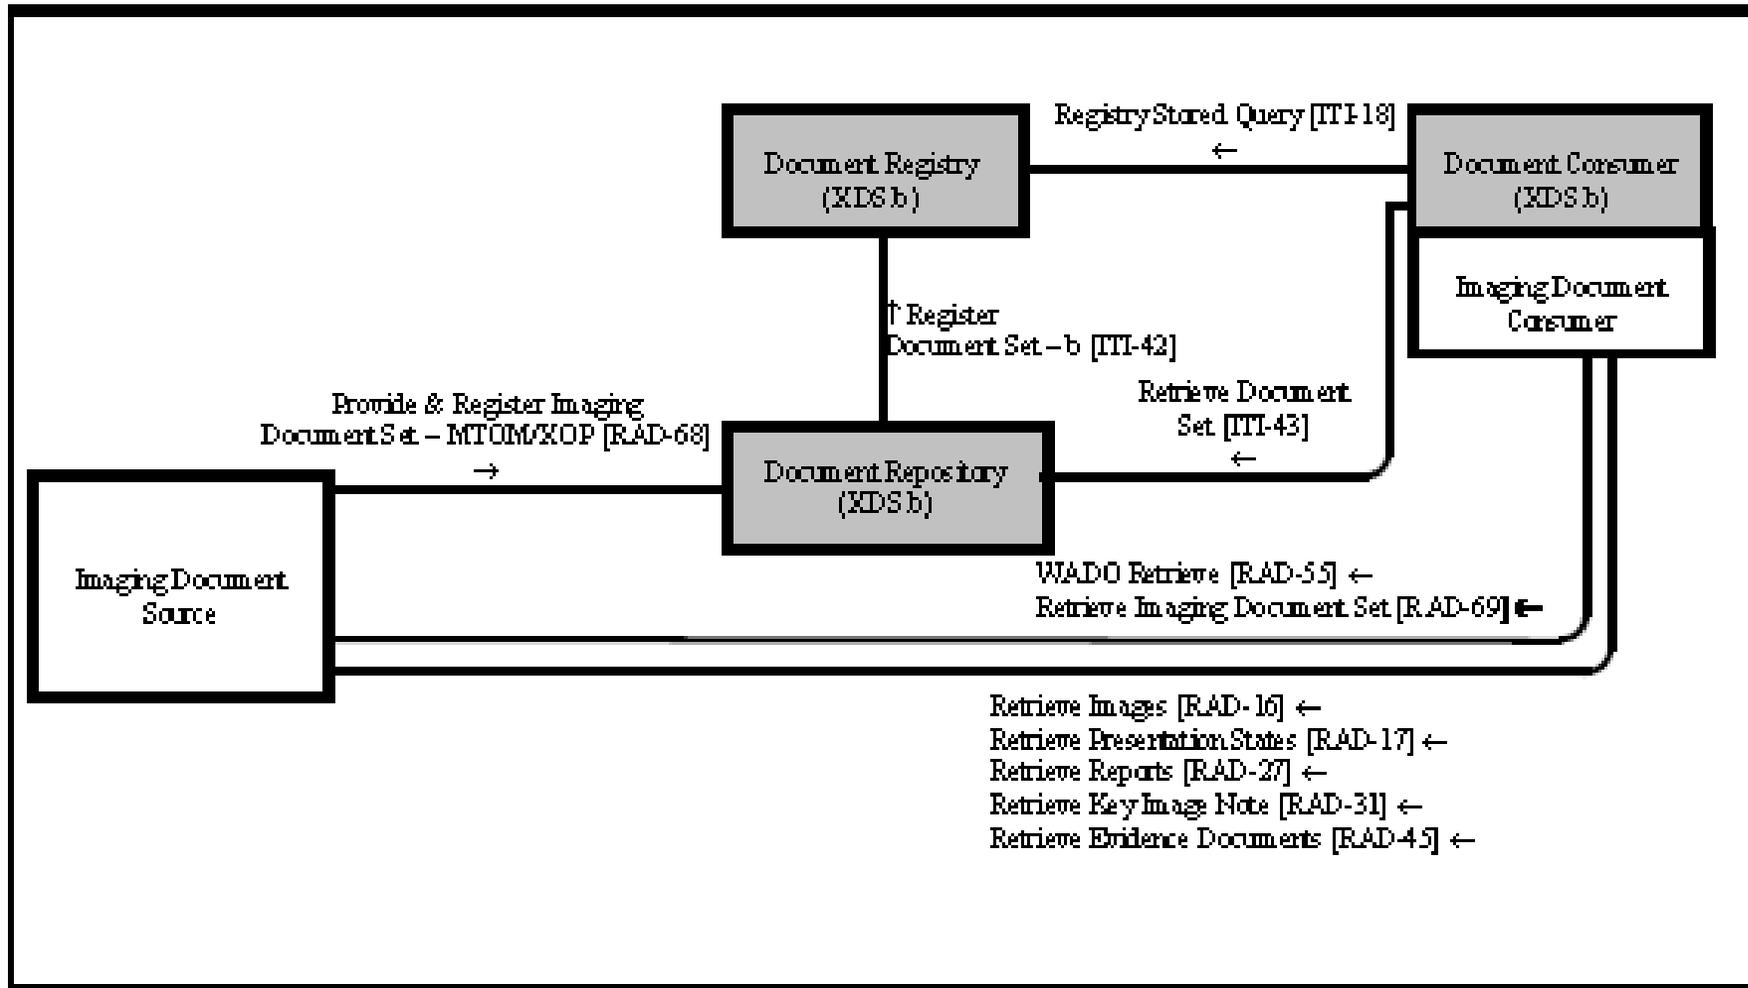 Registry Stored Query [ITI-18]
←
Document Registry
(XDS.b)
Document Consumer
(XDS.b)
Imaging Document
Consumer
↑ Register
Document Set – b [ITI-42]
Retrieve Document
Set [ITI-43]
←
Provide & Register Imaging
Document Set – MTOM/XOP [RAD-68]
→
Document Repository
(XDS.b)
Imaging Document
Source
WADO Retrieve [RAD-55] ←
Retrieve Imaging Document Set [RAD-69] ←
Retrieve Images [RAD-16] ←
Retrieve Presentation States [RAD-17] ←
Retrieve Reports [RAD-27] ←
Retrieve Key Image Note [RAD-31] ←
Retrieve Evidence Documents [RAD-45] ←